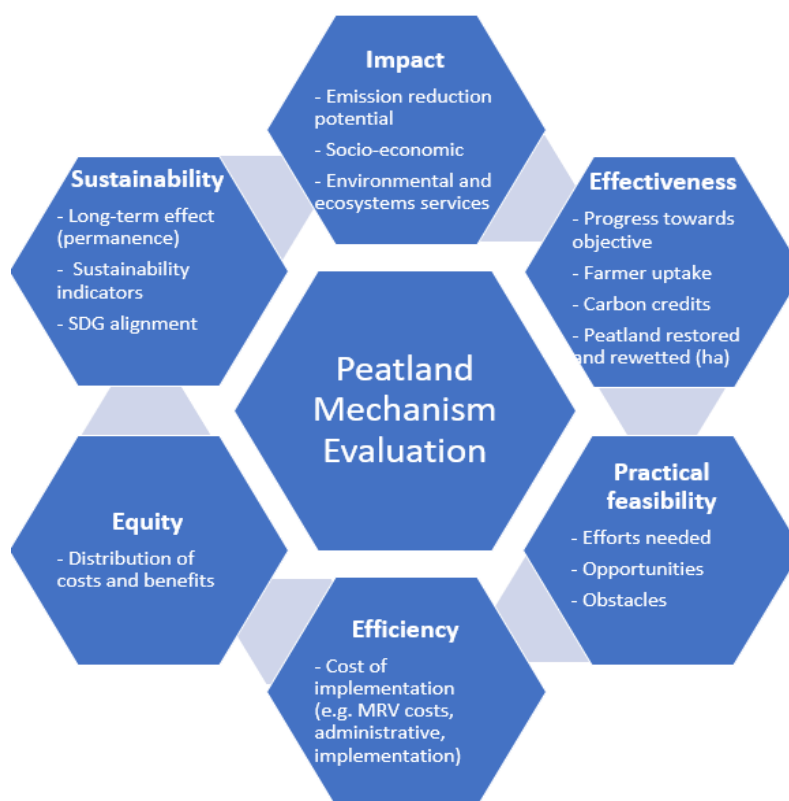 Impact
- Emission reduction
potential
- Socio-economic
- Environmental and
ecosystems services
Effectiveness
- Progress towards
objective
- Farmer uptake
- Carbon credits
- Peatland restored
and rewetted (ha)
Practical
feasibility
- Efforts needed
- Opportunities
- Obstacles
Efficiency
- Cost of
implementation
(e.g. MRV costs,
administrative,
implementation)
Equity
- Distribution of
costs and benefits
Sustainability
- Long-term effect
(permanence)
- Sustainability
indicators
- SDG alignment
Peatland
Mechanism
Evaluation